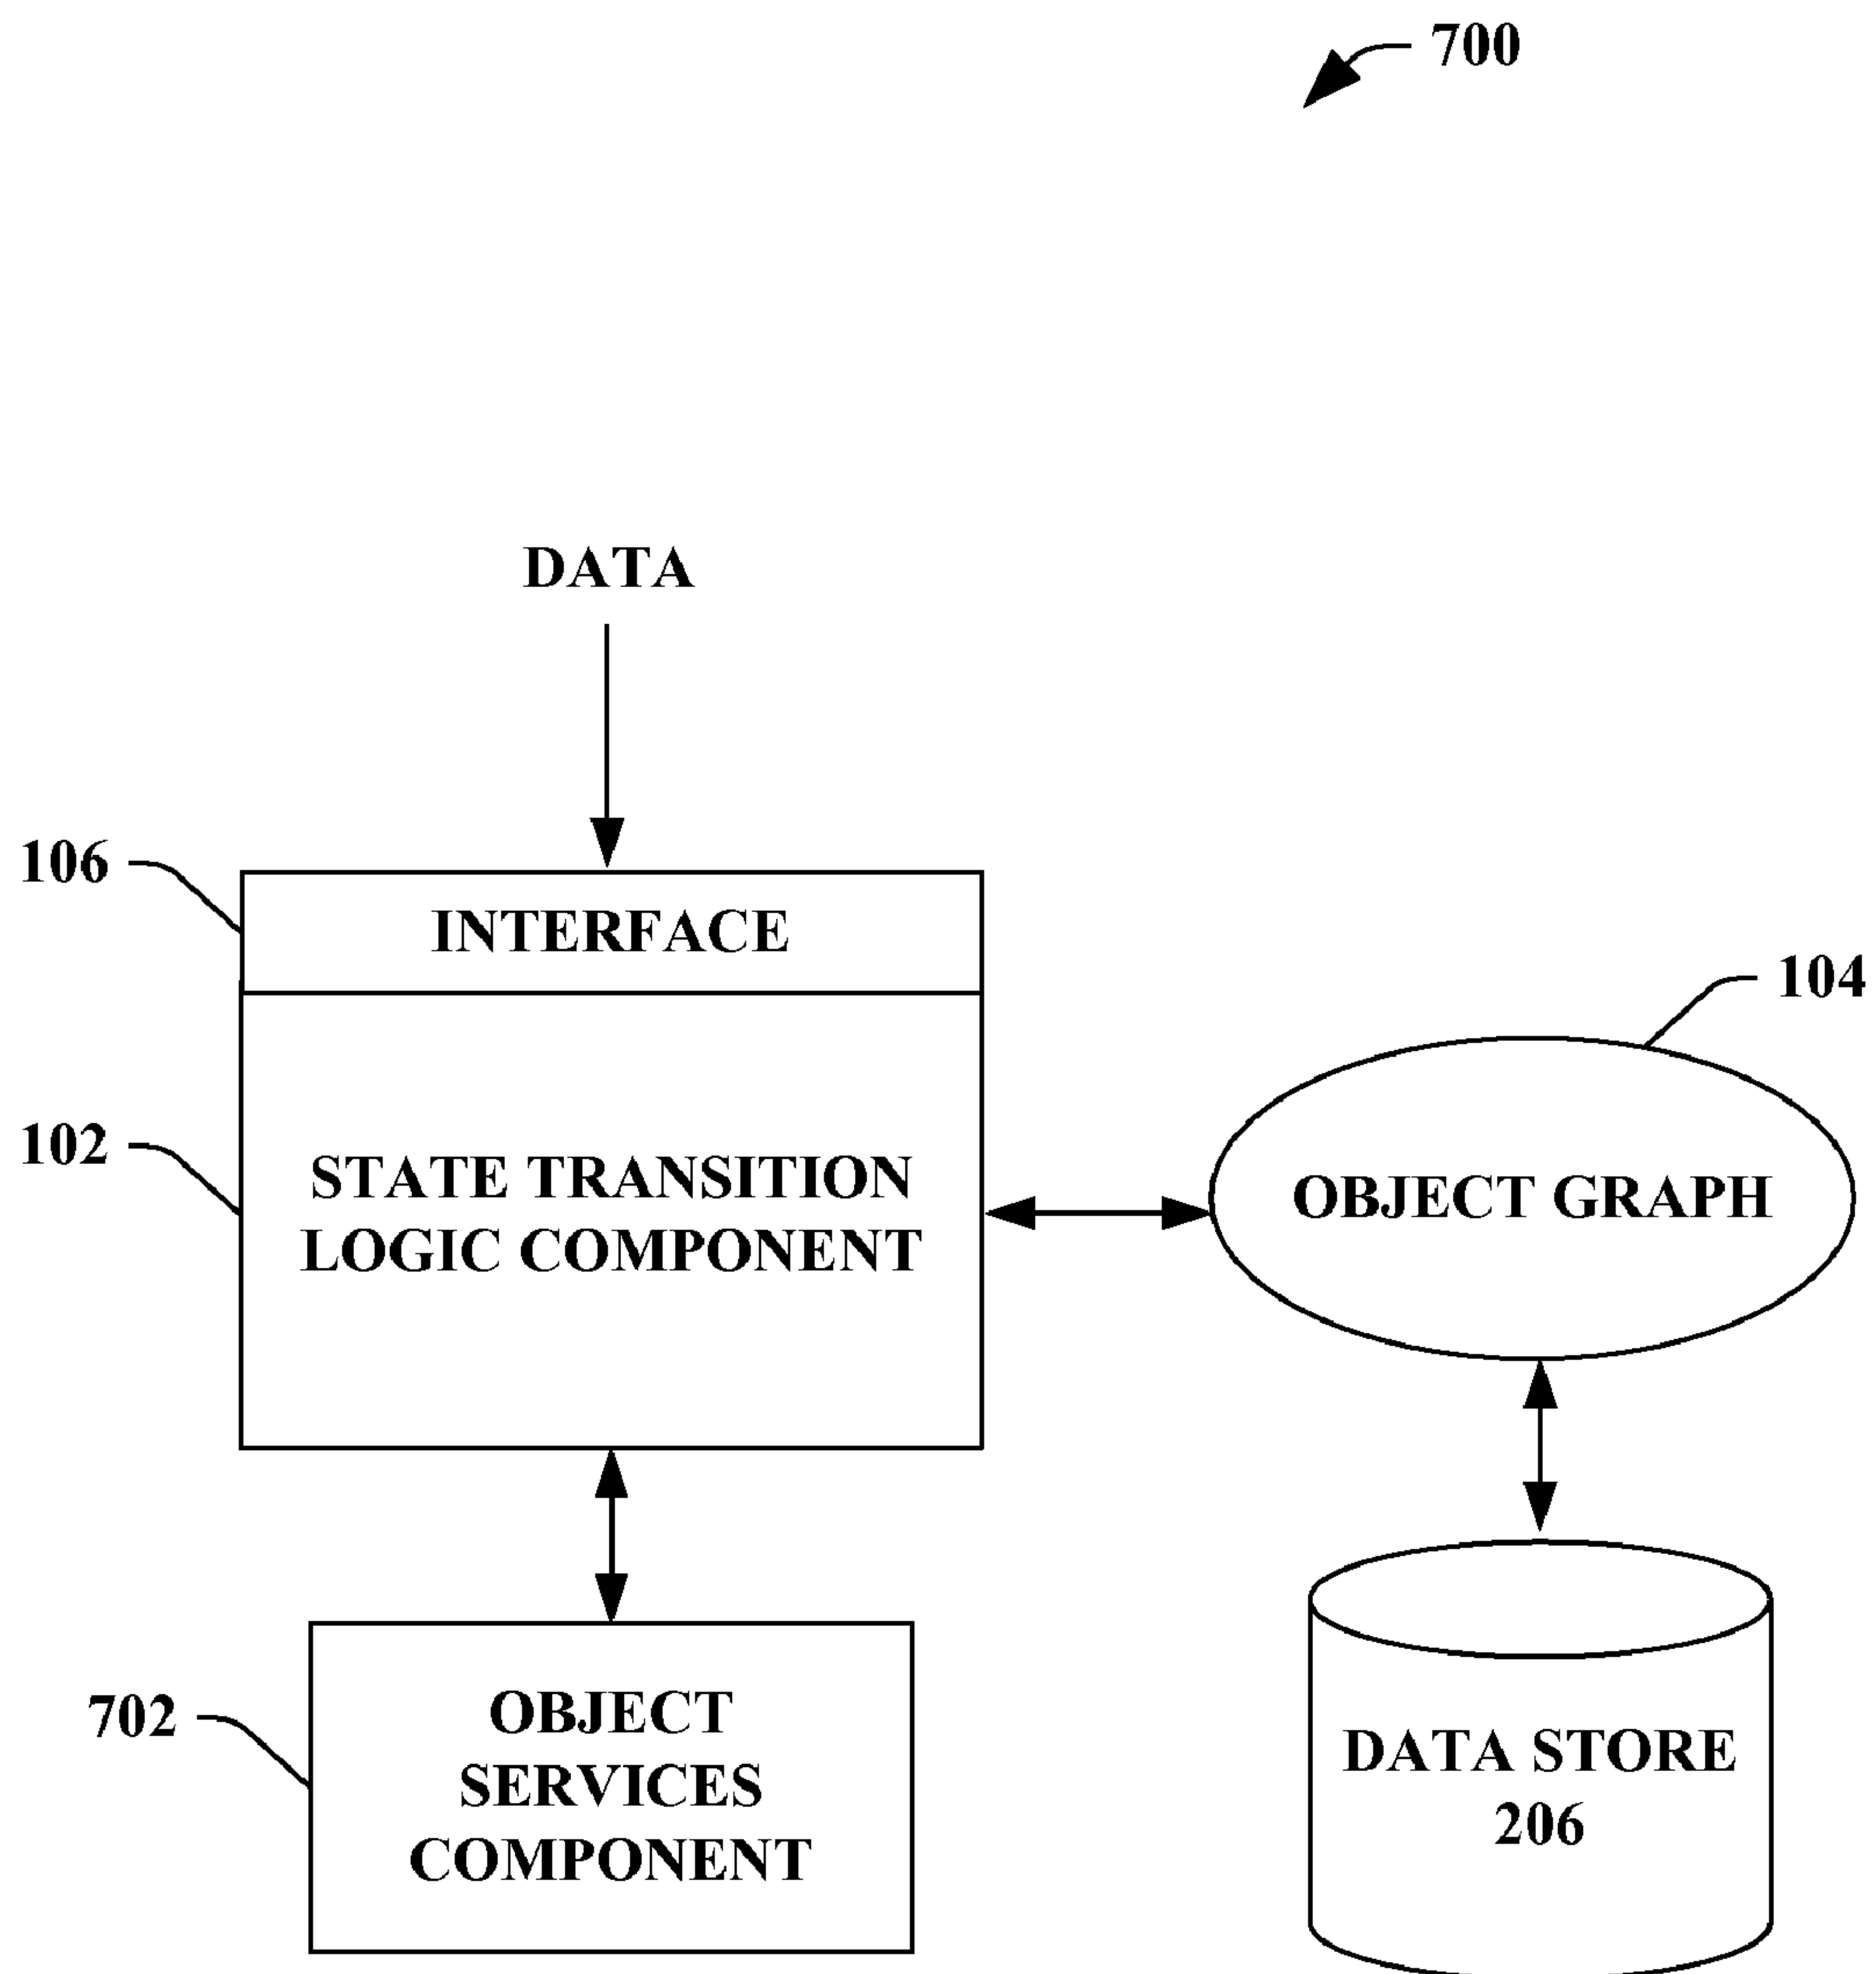 700
DATA
106
INTERFACE
104
102
STATE TRANSITION
LOGIC COMPONENT
OBJECT GRAPH
702
OBJECT
SERVICES
COMPONENT
DATA STORE
206